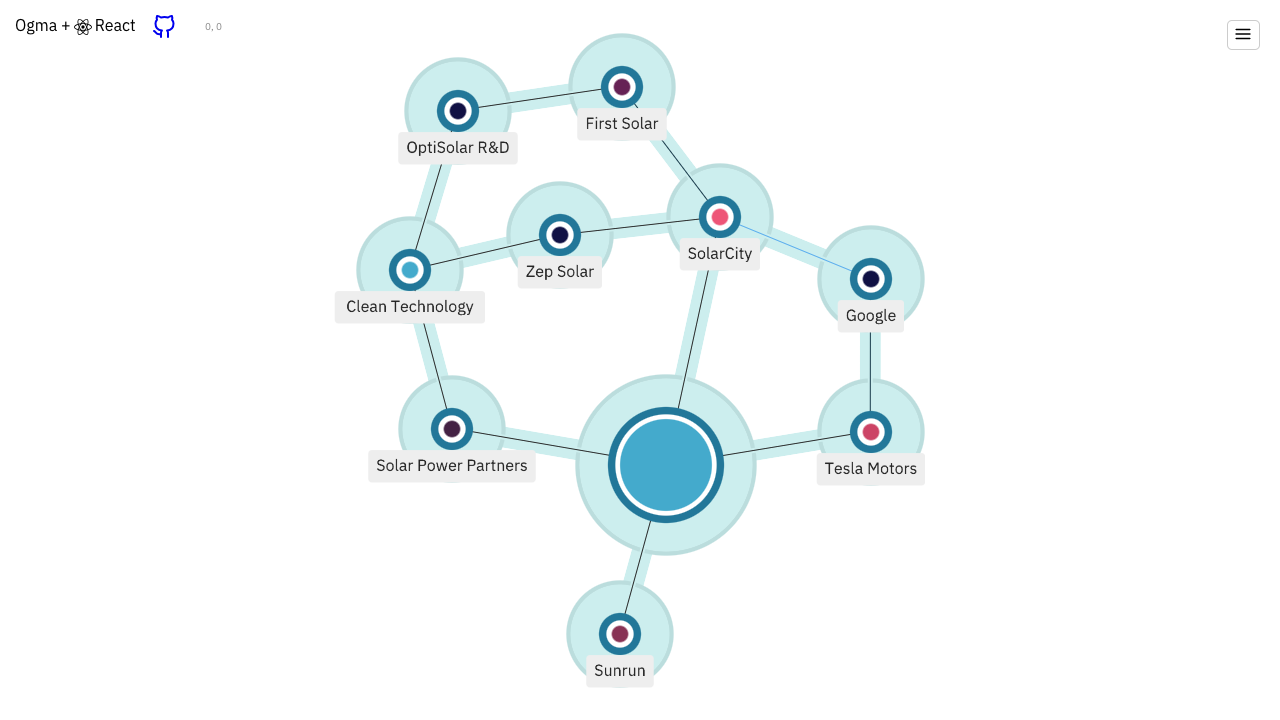 Ogma + React
0, 0
First Solar
OptiSolar R&D
SolarCity
Zep Solar
Clean Technology
Google
Solar Power Partners
Tesla Motors
Sunrun